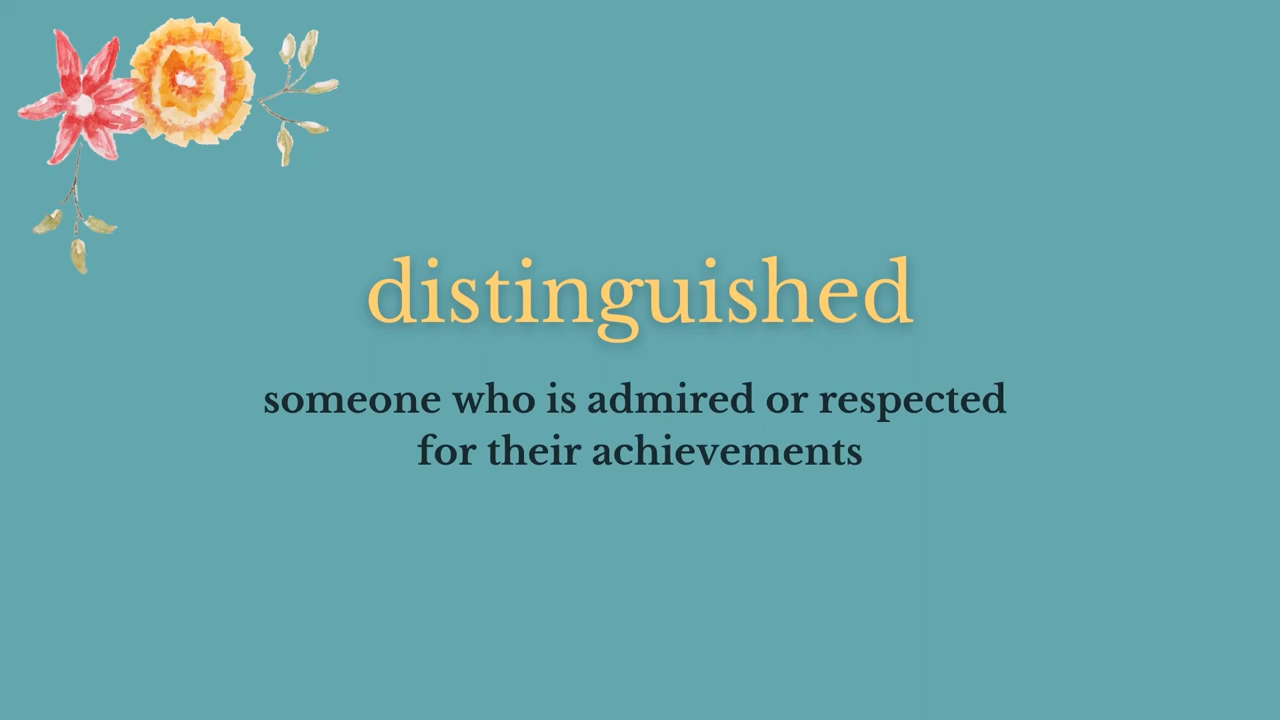 distinguished
someone who is admired or respected
for their achievements